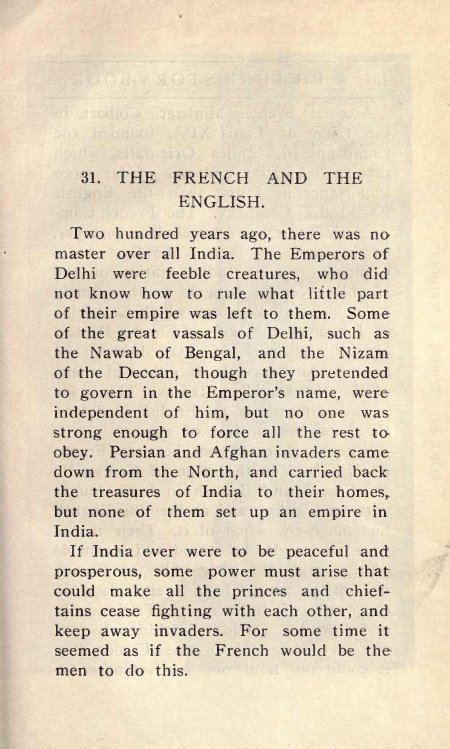 31. THE FRENCH AND THE
ENGLISH.
Two hundred years ago, there was no
master over all India. The Emperors of
Delhi were feeble creatures, who did
not know how to rule what little part
of their empire was left to them. Some
of the great vassals of Delhi, such as
the Nawab of Bengal, and the Nizam
of the Deccan, though they pretended
to govern in the Emperor's name, were
independent of him, but no one was
strong enough to force all the rest to
obey. Persian and Afghan invaders came
down from the North, and carried back
the treasures of India to their homes,
but none of them set up an empire in
India.
If India ever were to be peaceful and
prosperous, some power must arise that
could make all the princes and chief-
tains cease fighting with each other, and
keep away invaders. For some time it
seemed as if the French would be the
men to do this.